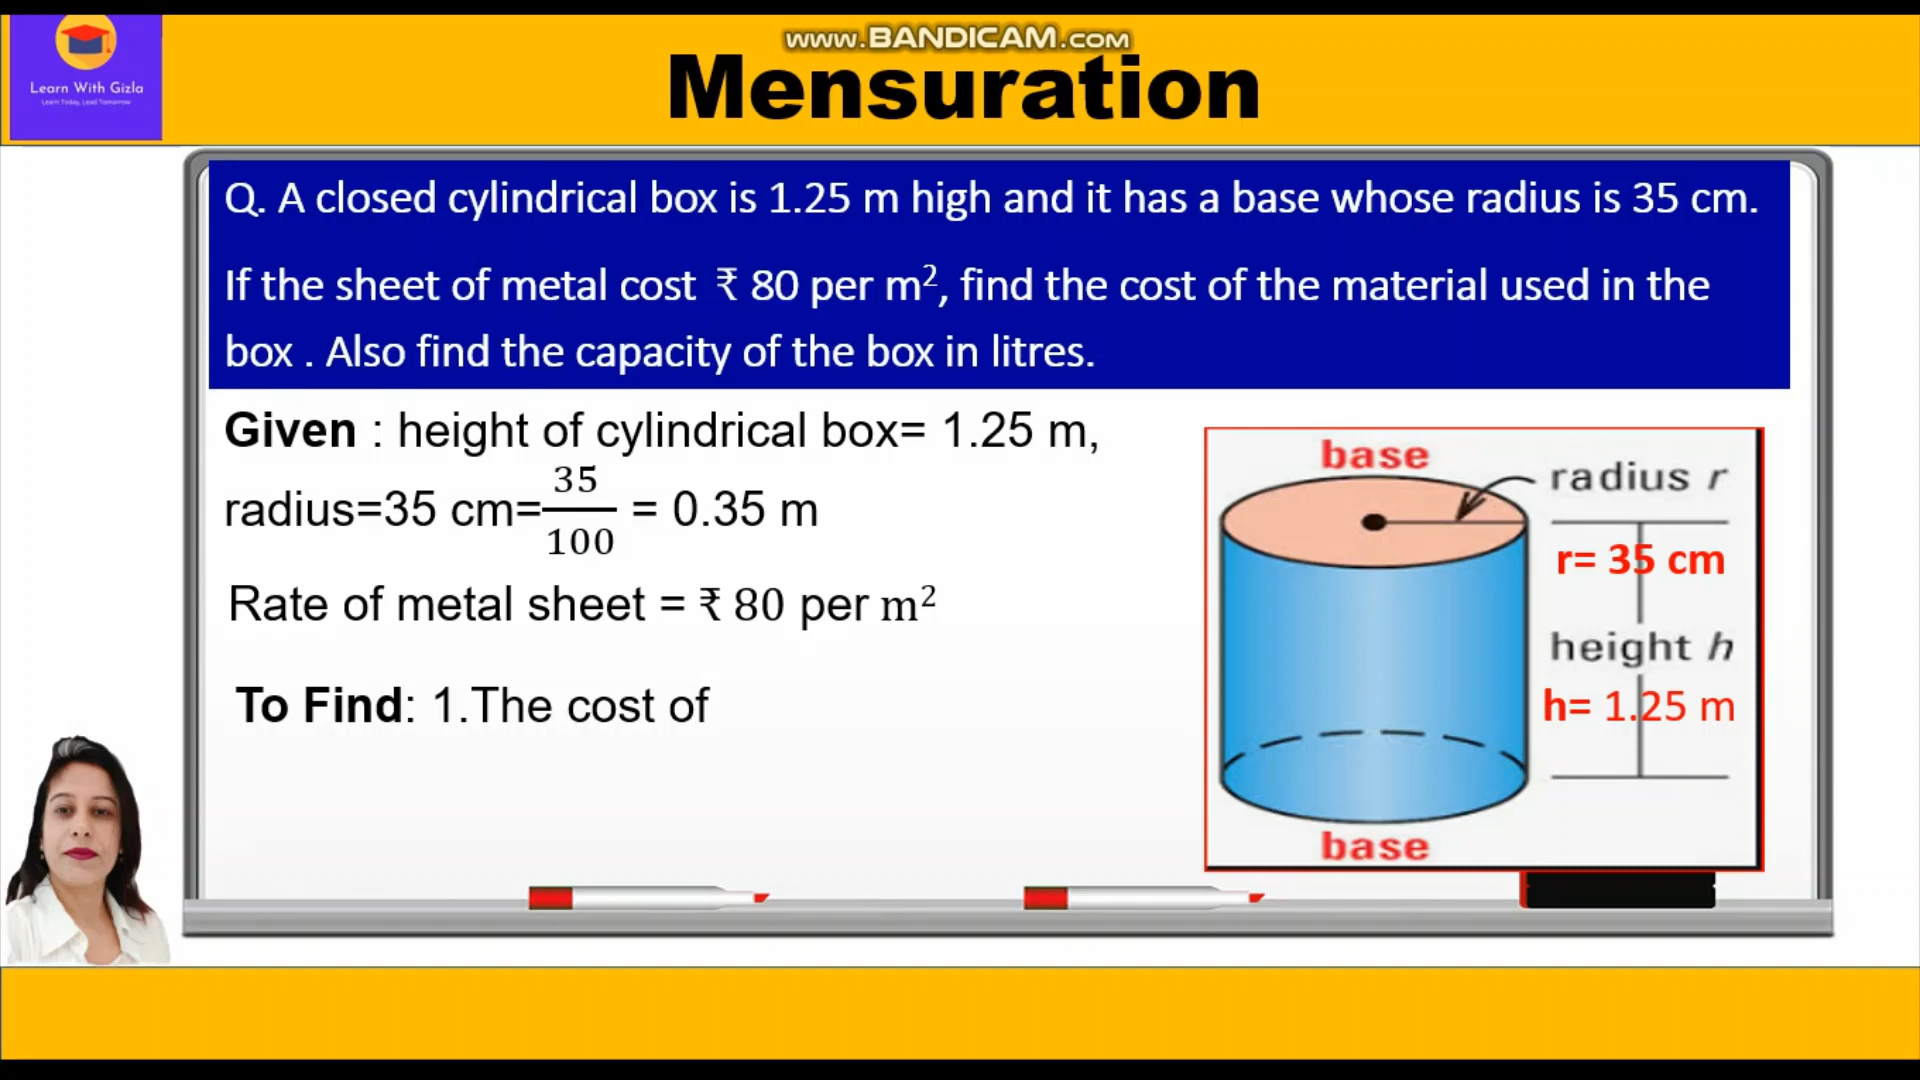 www.BANDICAM.com
Learn With Gizla
Learn Today, Lead Tomorrow
Mensuration
Q. A closed cylindrical box is 1.25 m high and it has a base whose radius is 35 cm.
If the sheet of metal cost ₹ 80 per m², find the cost of the material used in the
box . Also find the capacity of the box in litres.
Given : height of cylindrical box= 1.25 m,
radius=35 cm=35/100 = 0.35 m
Rate of metal sheet = ₹ 80 per m²
To Find: 1.The cost of
base
radius r
r= 35 cm
height h
h= 1.25 m
base